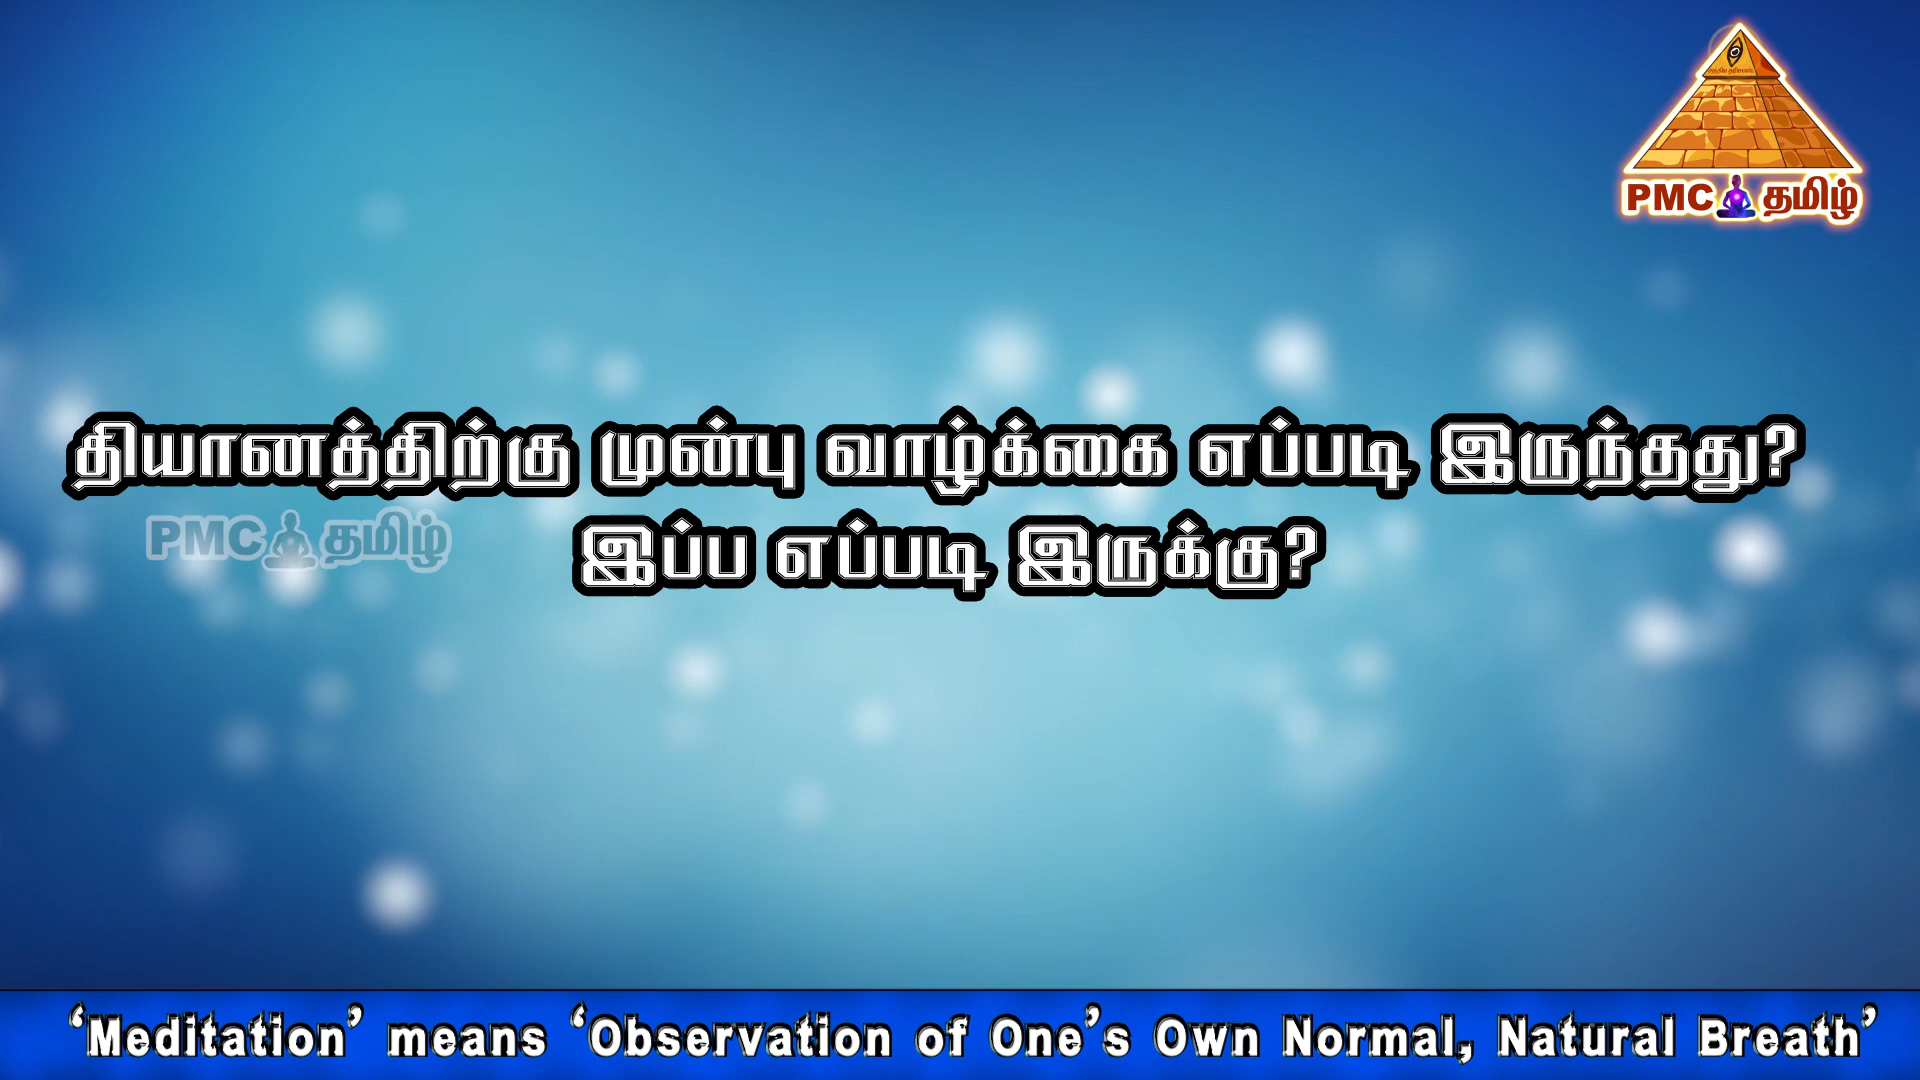 PMC தமிழ்
தியானத்திற்கு முன்பு வாழ்க்கை எப்படி இருந்தது?
PMC தமிழ்
இப்ப எப்படி இருக்கு?
‘Meditation’ means ‘Observation of One’s Own Normal, Natural Breath’